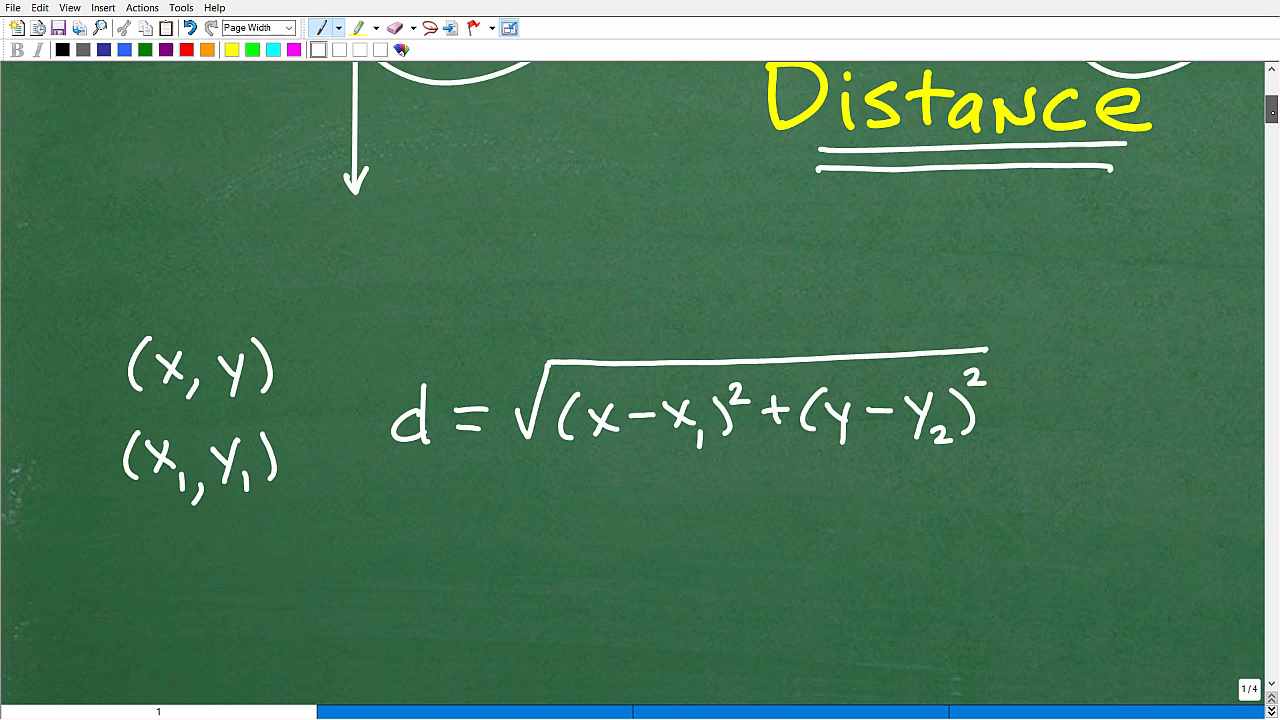 File Edit View Insert Actions Tools Help
Page Width
B I
Distance
(x, y)
(x₁, y₁)
d = √(x-x₁)² + (y-y₂)²
1/4
1